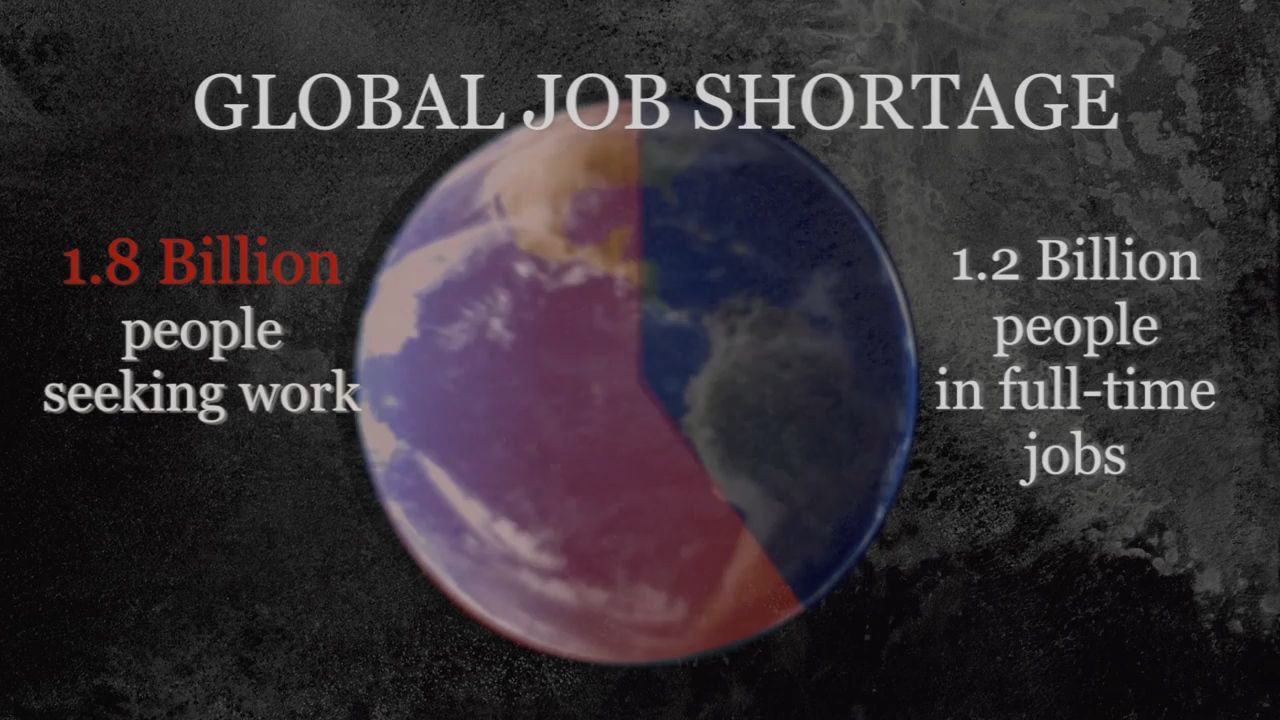 GLOBAL JOB SHORTAGE
1.8 Billion
people
seeking work
1.2 Billion
people
in full-time
jobs